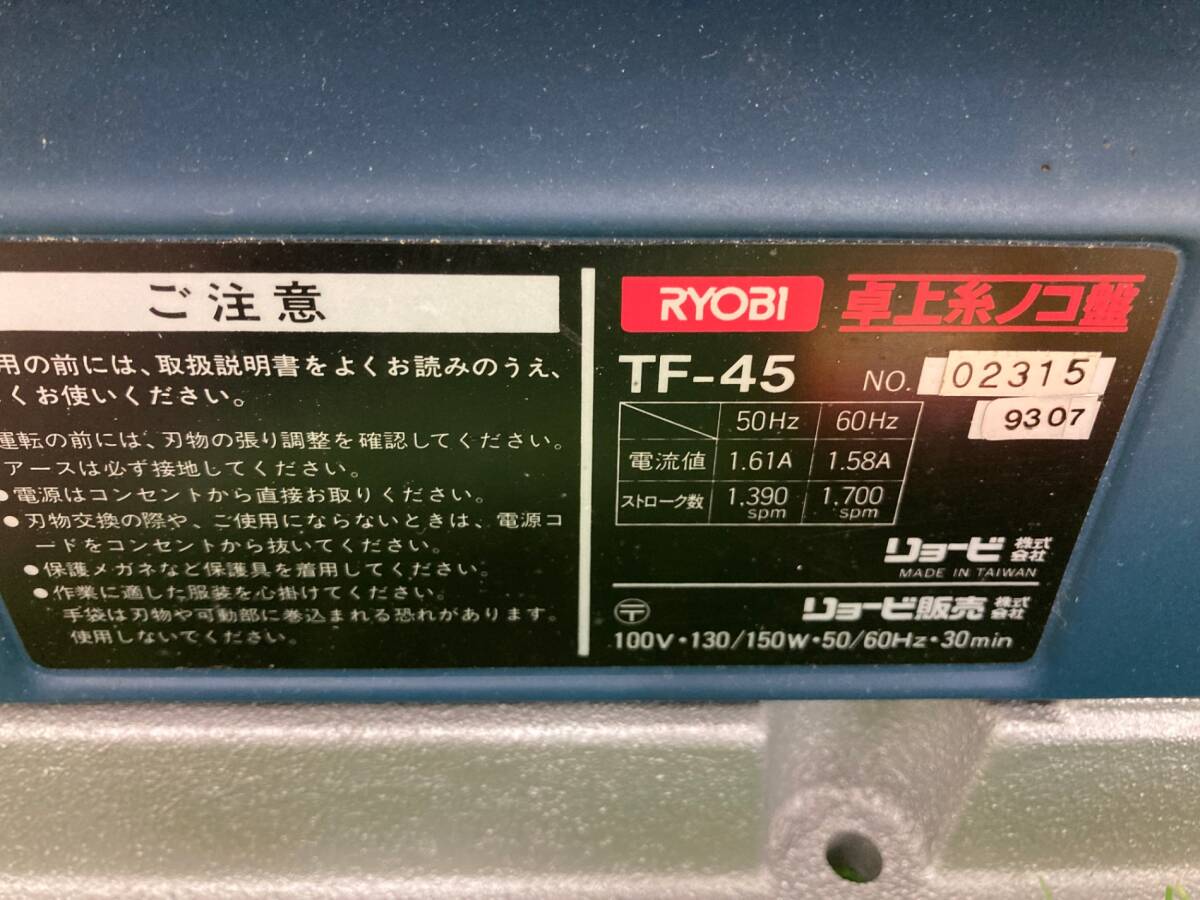 ご注意
用の前には、取扱説明書をよくお読みのうえ、
くお使いください。
運転の前には、刃物の張り調整を確認してください。
アースは必ず接地してください。
●電源はコンセントから直接お取りください。
●刃物交換の際や、ご使用にならないときは、電源コ
ードをコンセントから抜いてください。
●保護メガネなど保護具を着用してください。
●作業に適した服装を心掛けてください。
手袋は刃物や可動部に巻込まれる恐れがあります。
使用しないでください。
RYOBI 卓上糸ノコ盤
TF-45 NO. 02315
9307
50Hz 60Hz
電流値 1.61A 1.58A
ストローク数 1.390 spm 1.700 spm
リョービ株式会社
MADE IN TAIWAN
〒 リョービ販売株式会社
100V・130/150W・50/60Hz・30min